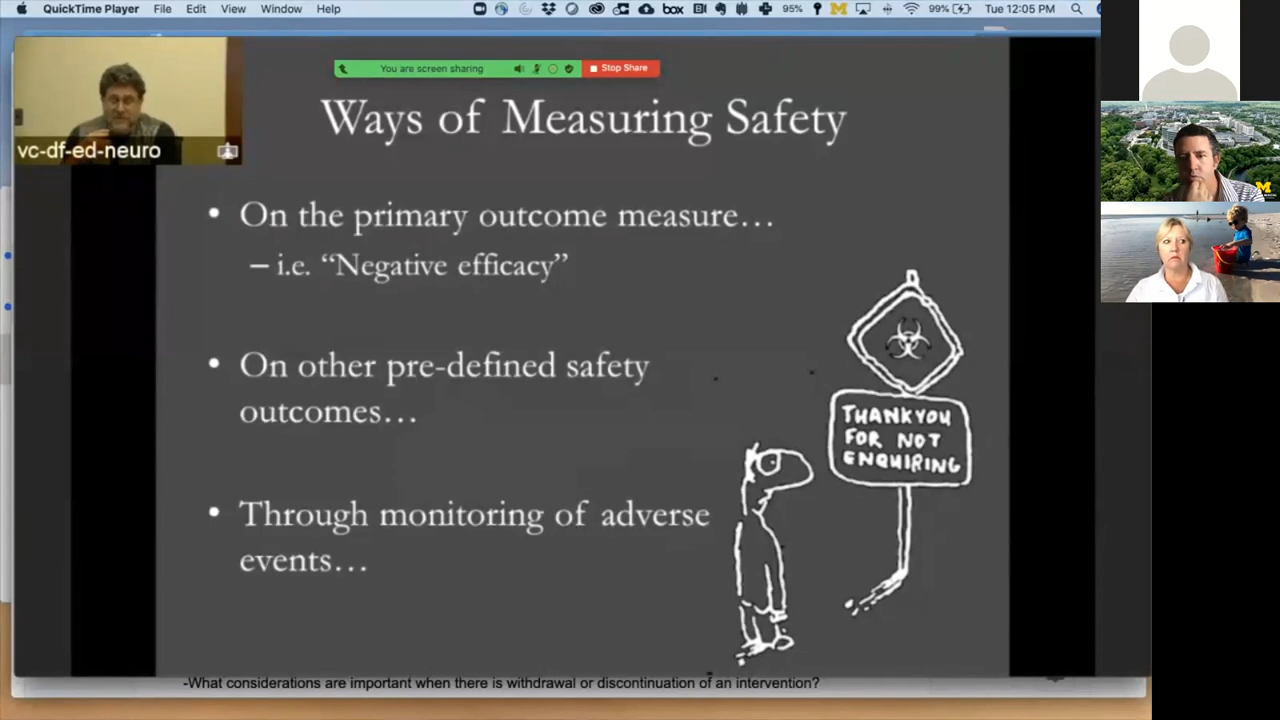 QuickTime Player File Edit View Window Help
box 95% M 99% Tue 12:05 PM
You are screen sharing Stop Share
vc-df-ed-neuro
Ways of Measuring Safety
• On the primary outcome measure…
– i.e. “Negative efficacy”
• On other pre-defined safety
outcomes…
• Through monitoring of adverse
events…
THANK YOU
FOR NOT
ENQUIRING
M
-What considerations are important when there is withdrawal or discontinuation of an intervention?